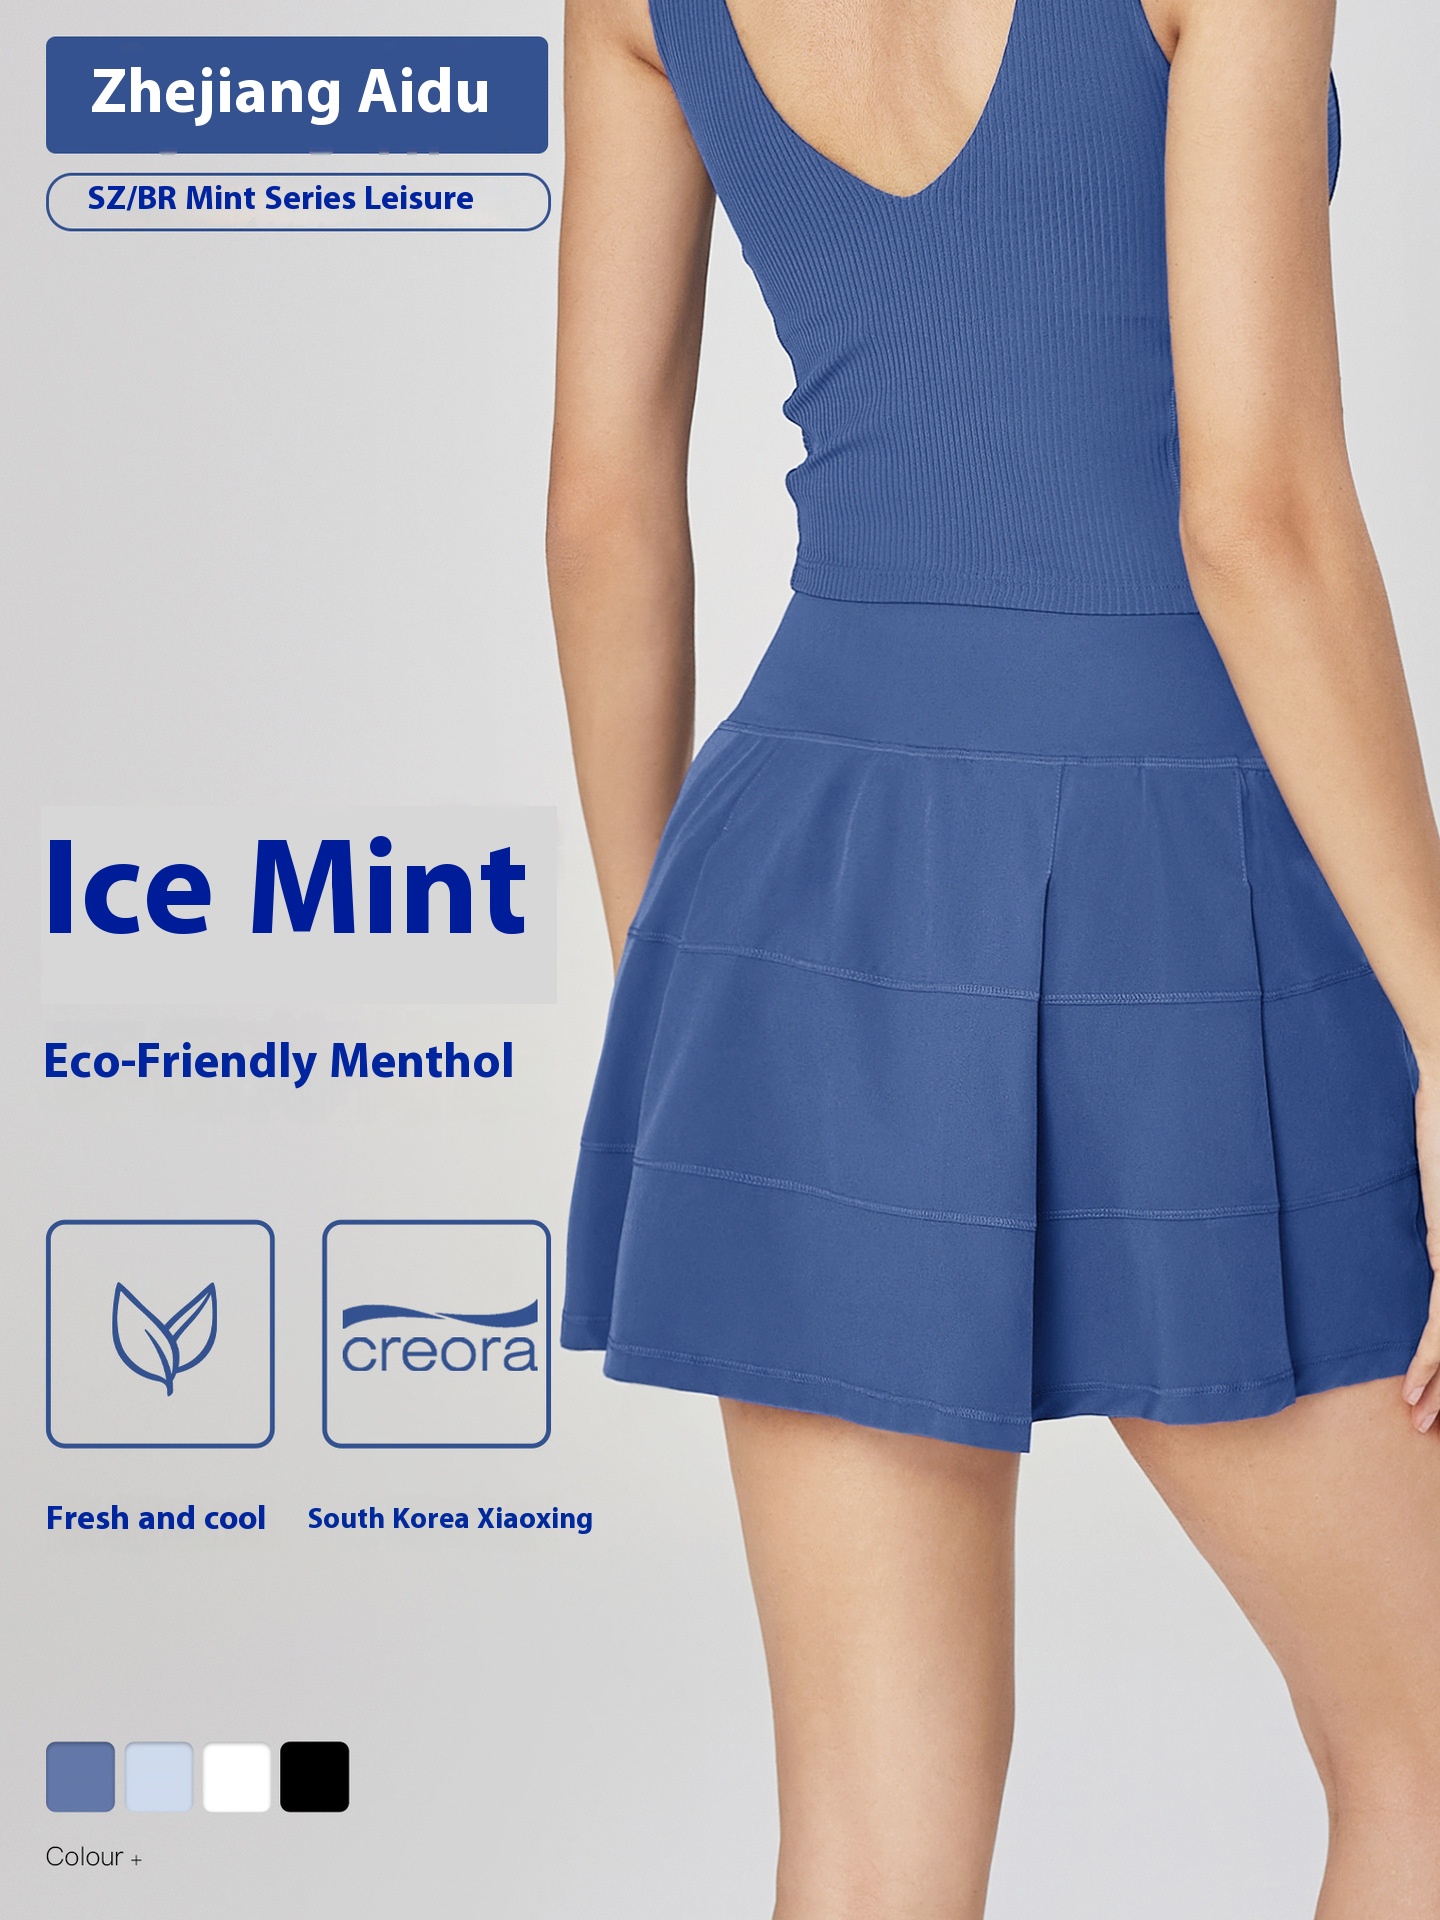 Zhejiang Aidu
SZ/BR Mint Series Leisure
Ice Mint
Eco-Friendly Menthol
creora
Fresh and cool
South Korea Xiaoxing
Colour +